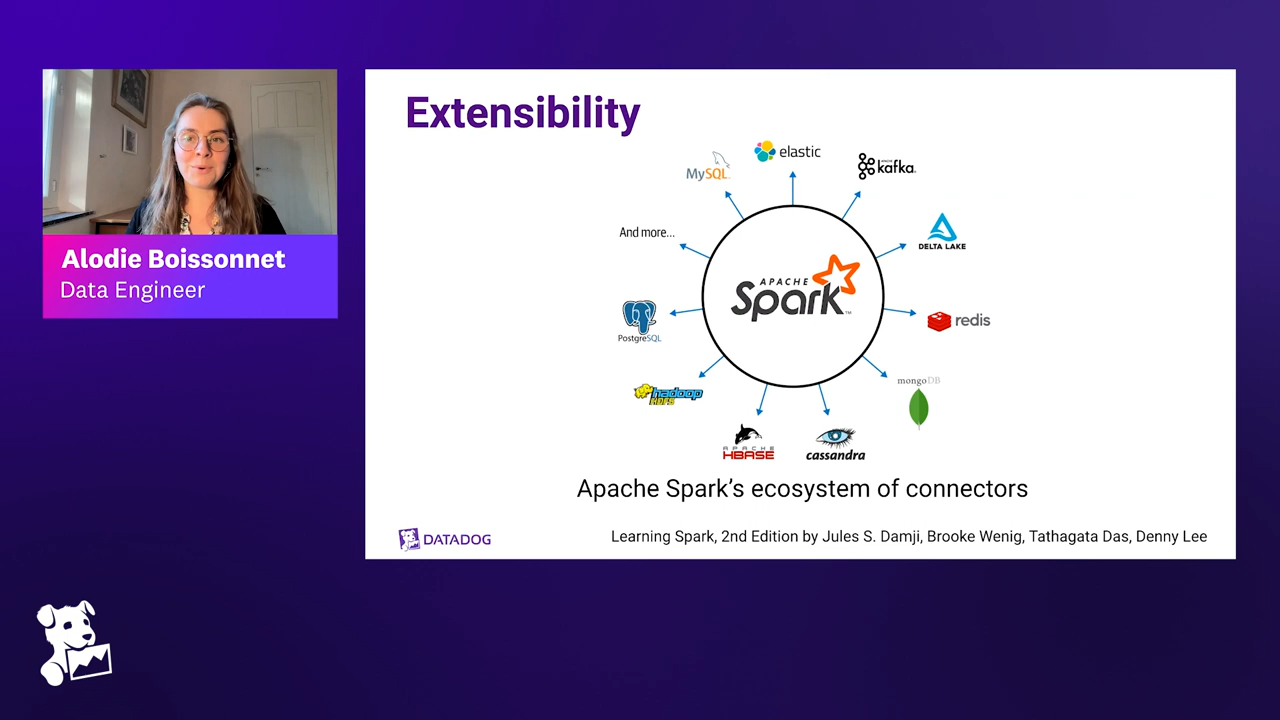 Extensibility
elastic
MySQL
APACHE
kafka
And more...
DELTA LAKE
APACHE
Spark™
PostgreSQL
redis
hadoop
HDFS
mongoDB
APACHE
HBASE
cassandra
Apache Spark's ecosystem of connectors
DATADOG
Learning Spark, 2nd Edition by Jules S. Damji, Brooke Wenig, Tathagata Das, Denny Lee
Alodie Boissonnet
Data Engineer